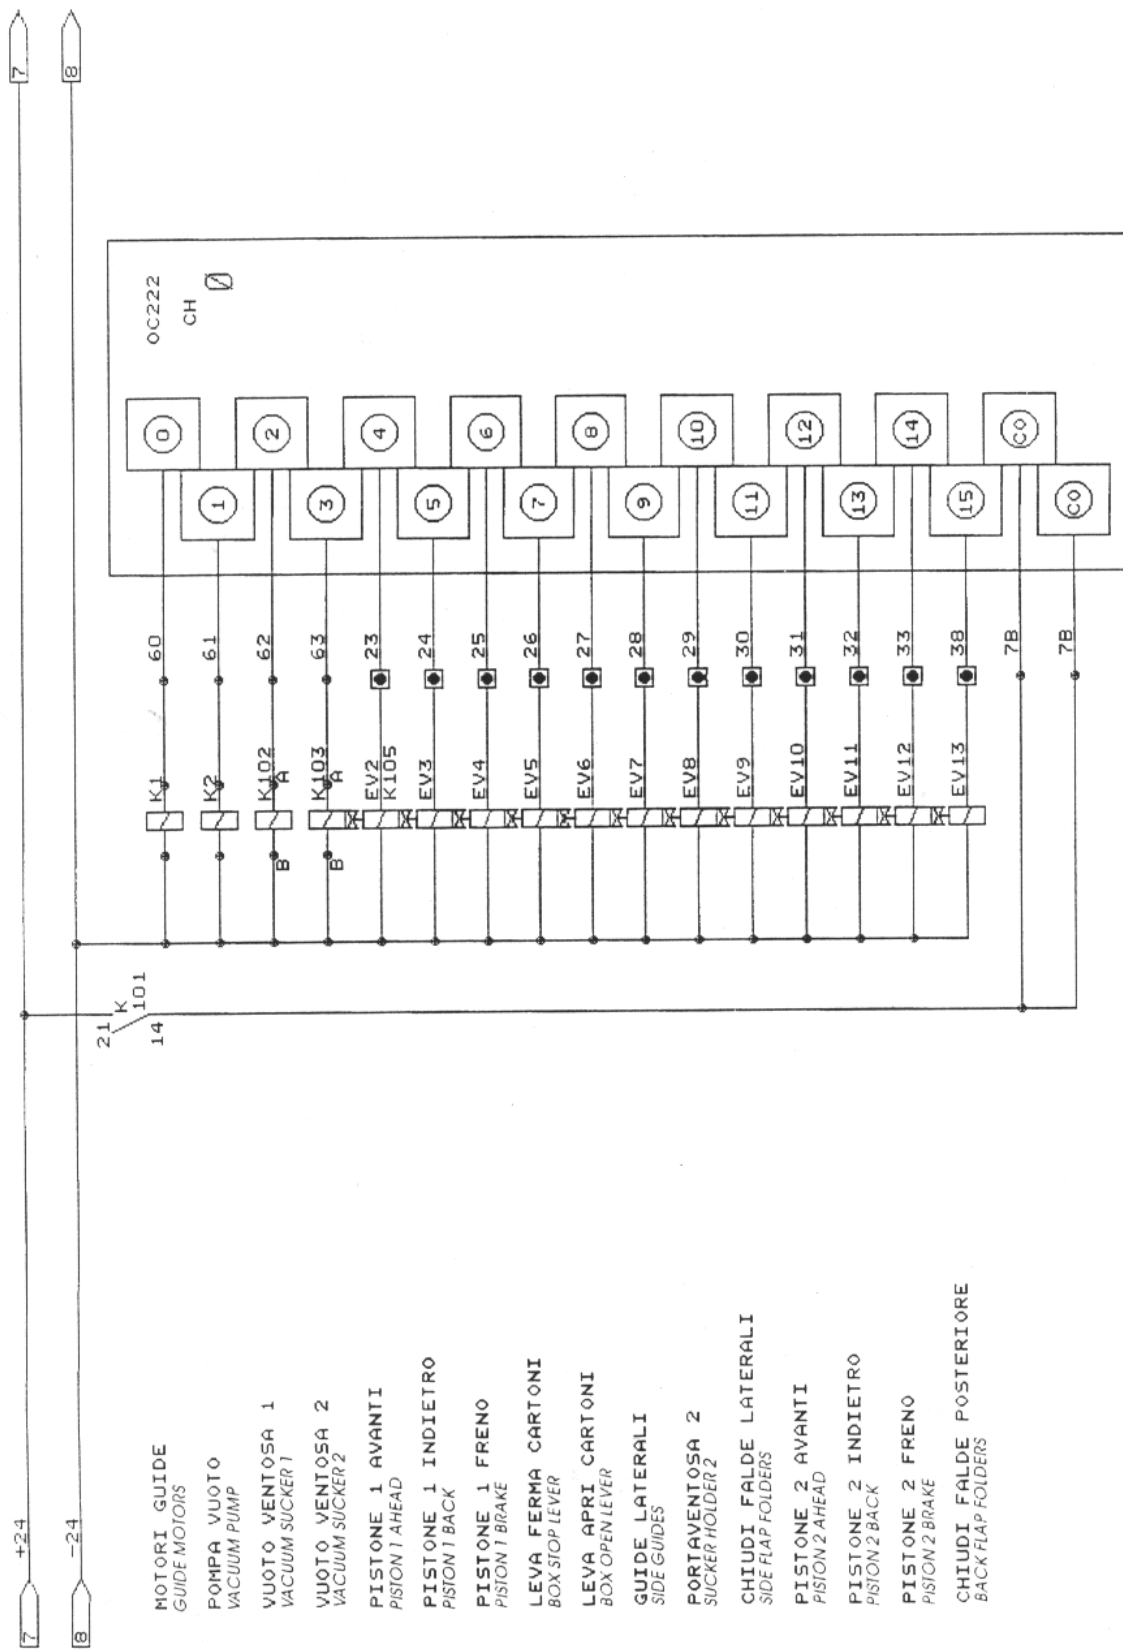 7
+24
7
8
-24
8
21
K
101
14
MOTORI GUIDE
GUIDE MOTORS
K1
60
0
POMPA VUOTO
VACUUM PUMP
K2
61
1
VUOTO VENTOSA 1
VACUUM SUCKER 1
B
K102
A
62
2
VUOTO VENTOSA 2
VACUUM SUCKER 2
B
K103
A
63
3
PISTONE 1 AVANTI
PISTON 1 AHEAD
EV2
K105
23
4
PISTONE 1 INDIETRO
PISTON 1 BACK
EV3
24
5
PISTONE 1 FRENO
PISTON 1 BRAKE
EV4
25
6
LEVA FERMA CARTONI
BOX STOP LEVER
EV5
26
7
LEVA APRI CARTONI
BOX OPEN LEVER
EV6
27
8
GUIDE LATERALI
SIDE GUIDES
EV7
28
9
PORTAVENTOSA 2
SUCKER HOLDER 2
EV8
29
10
CHIUDI FALDE LATERALI
SIDE FLAP FOLDERS
EV9
30
11
PISTONE 2 AVANTI
PISTON 2 AHEAD
EV10
31
12
PISTONE 2 INDIETRO
PISTON 2 BACK
EV11
32
13
PISTONE 2 FRENO
PISTON 2 BRAKE
EV12
33
14
CHIUDI FALDE POSTERIORE
BACK FLAP FOLDERS
EV13
38
15
7B
CO
7B
CO
OC222
CH 0